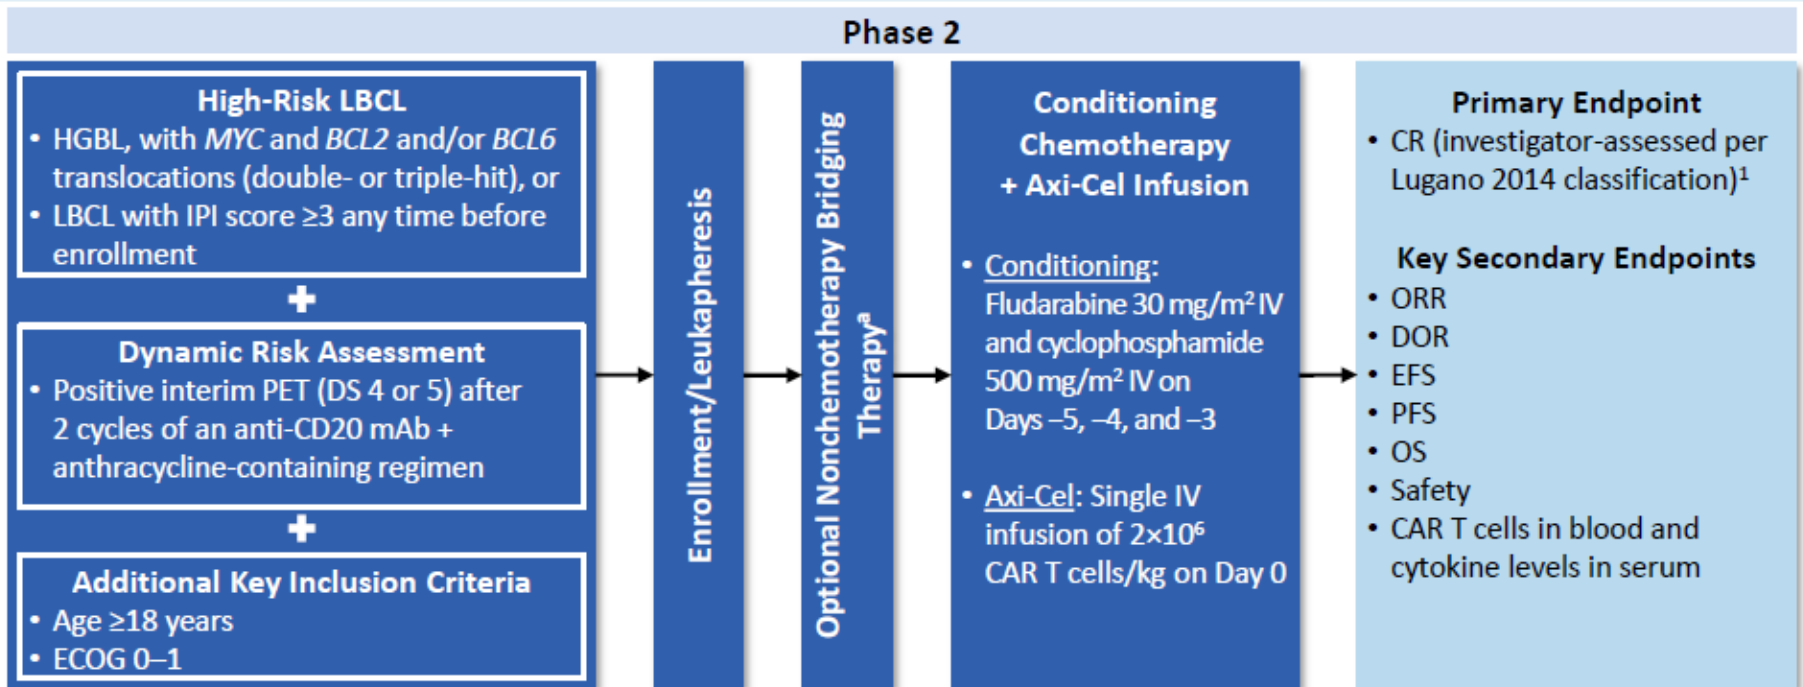 Phase 2
High-Risk LBCL
• HGBL, with MYC and BCL2 and/or BCL6
translocations (double- or triple-hit), or
• LBCL with IPI score ≥3 any time before
enrollment
+
Dynamic Risk Assessment
• Positive interim PET (DS 4 or 5) after
2 cycles of an anti-CD20 mAb +
anthracycline-containing regimen
+
Additional Key Inclusion Criteria
• Age ≥18 years
• ECOG 0–1
Enrollment/Leukapheresis
Optional Nonchemotherapy Bridging
Therapyᵃ
Conditioning
Chemotherapy
+ Axi-Cel Infusion
• Conditioning:
Fludarabine 30 mg/m² IV
and cyclophosphamide
500 mg/m² IV on
Days –5, –4, and –3
• Axi-Cel: Single IV
infusion of 2×10⁶
CAR T cells/kg on Day 0
Primary Endpoint
• CR (investigator-assessed per
Lugano 2014 classification)¹
Key Secondary Endpoints
• ORR
• DOR
• EFS
• PFS
• OS
• Safety
• CAR T cells in blood and
cytokine levels in serum